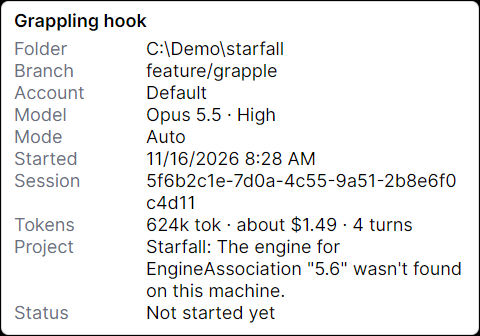 Grappling hook
Folder C:\Demo\starfall
Branch feature/grapple
Account Default
Model Opus 5.5 · High
Mode Auto
Started 11/16/2026 8:28 AM
Session 5f6b2c1e-7d0a-4c55-9a51-2b8e6f0
c4d11
Tokens 624k tok · about $1.49 · 4 turns
Project Starfall: The engine for
EngineAssociation "5.6" wasn't found
on this machine.
Status Not started yet